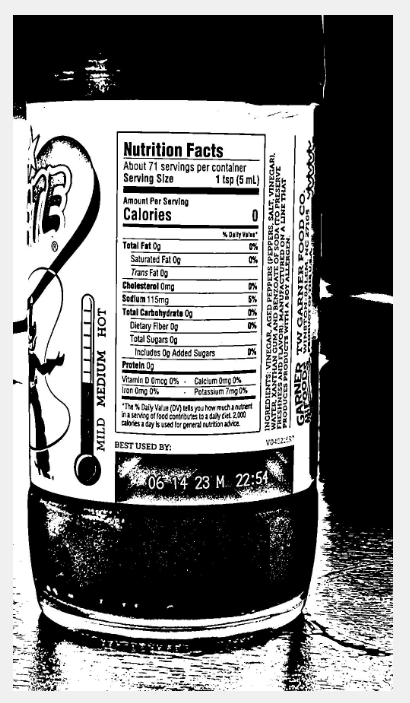 ®
MILD MEDIUM HOT
Nutrition Facts
About 71 servings per container
Serving Size 1 tsp (5 mL)
Amount Per Serving
Calories 0
% Daily Value*
Total Fat 0g 0%
Saturated Fat 0g 0%
Trans Fat 0g
Cholesterol 0mg 0%
Sodium 115mg 5%
Total Carbohydrate 0g 0%
Dietary Fiber 0g 0%
Total Sugars 0g
Includes 0g Added Sugars 0%
Protein 0g
Vitamin D 0mcg 0% - Calcium 0mg 0%
Iron 0mg 0% - Potassium 7mg 0%
*The % Daily Value (DV) tells you how much a nutrient
in a serving of food contributes to a daily diet. 2,000
calories a day is used for general nutrition advice.
BEST USED BY:
06 14 23 M 22:54
INGREDIENTS: VINEGAR, AGED PEPPERS (PEPPERS, SALT, VINEGAR),
WATER, XANTHAN GUM AND BENZOATE OF SODA (TO PRESERVE
FRESHNESS AND FLAVOR). MANUFACTURED ON A LINE THAT
PRODUCES PRODUCTS WITH A SOY ALLERGEN.
TW GARNER FOOD CO.